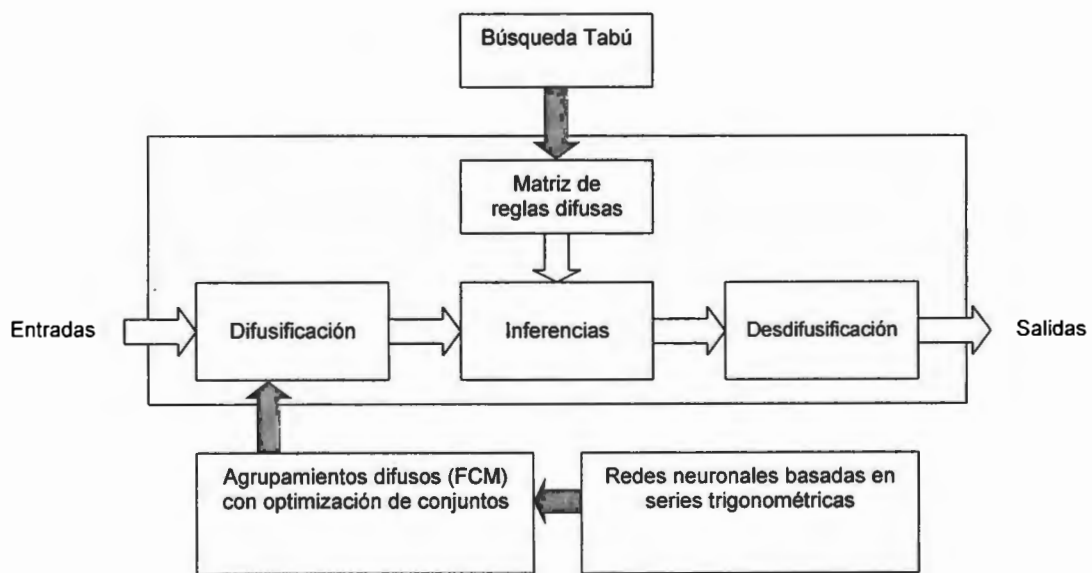 Búsqueda Tabú
Matriz de
reglas difusas
Entradas
Difusificación
Inferencias
Desdifusificación
Salidas
Agrupamientos difusos (FCM)
con optimización de conjuntos
Redes neuronales basadas en
series trigonométricas